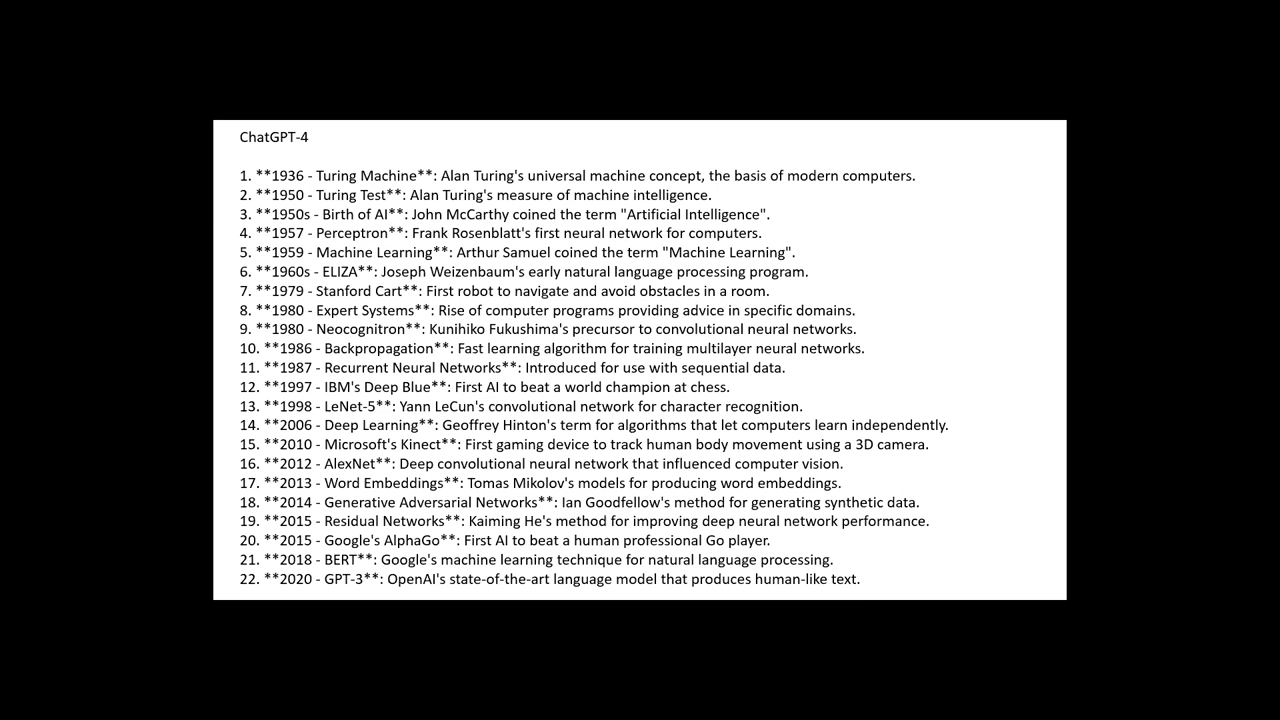 ChatGPT-4
1. **1936 - Turing Machine**: Alan Turing's universal machine concept, the basis of modern computers.
2. **1950 - Turing Test**: Alan Turing's measure of machine intelligence.
3. **1950s - Birth of AI**: John McCarthy coined the term "Artificial Intelligence".
4. **1957 - Perceptron**: Frank Rosenblatt's first neural network for computers.
5. **1959 - Machine Learning**: Arthur Samuel coined the term "Machine Learning".
6. **1960s - ELIZA**: Joseph Weizenbaum's early natural language processing program.
7. **1979 - Stanford Cart**: First robot to navigate and avoid obstacles in a room.
8. **1980 - Expert Systems**: Rise of computer programs providing advice in specific domains.
9. **1980 - Neocognitron**: Kunihiko Fukushima's precursor to convolutional neural networks.
10. **1986 - Backpropagation**: Fast learning algorithm for training multilayer neural networks.
11. **1987 - Recurrent Neural Networks**: Introduced for use with sequential data.
12. **1997 - IBM's Deep Blue**: First AI to beat a world champion at chess.
13. **1998 - LeNet-5**: Yann LeCun's convolutional network for character recognition.
14. **2006 - Deep Learning**: Geoffrey Hinton's term for algorithms that let computers learn independently.
15. **2010 - Microsoft's Kinect**: First gaming device to track human body movement using a 3D camera.
16. **2012 - AlexNet**: Deep convolutional neural network that influenced computer vision.
17. **2013 - Word Embeddings**: Tomas Mikolov's models for producing word embeddings.
18. **2014 - Generative Adversarial Networks**: Ian Goodfellow's method for generating synthetic data.
19. **2015 - Residual Networks**: Kaiming He's method for improving deep neural network performance.
20. **2015 - Google's AlphaGo**: First AI to beat a human professional Go player.
21. **2018 - BERT**: Google's machine learning technique for natural language processing.
22. **2020 - GPT-3**: OpenAI's state-of-the-art language model that produces human-like text.